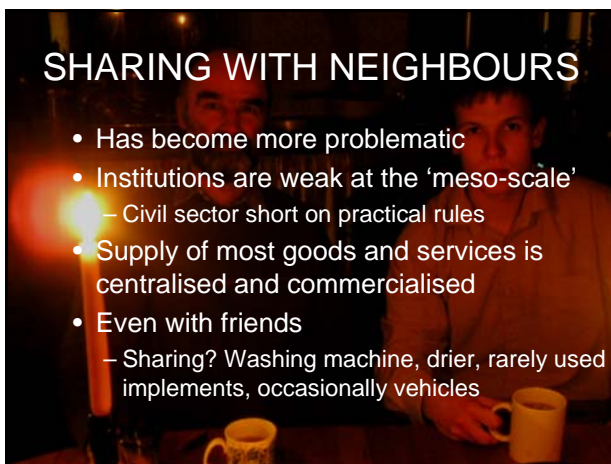 SHARING WITH NEIGHBOURS
• Has become more problematic
• Institutions are weak at the ‘meso-scale’
– Civil sector short on practical rules
• Supply of most goods and services is
centralised and commercialised
• Even with friends
– Sharing? Washing machine, drier, rarely used
implements, occasionally vehicles